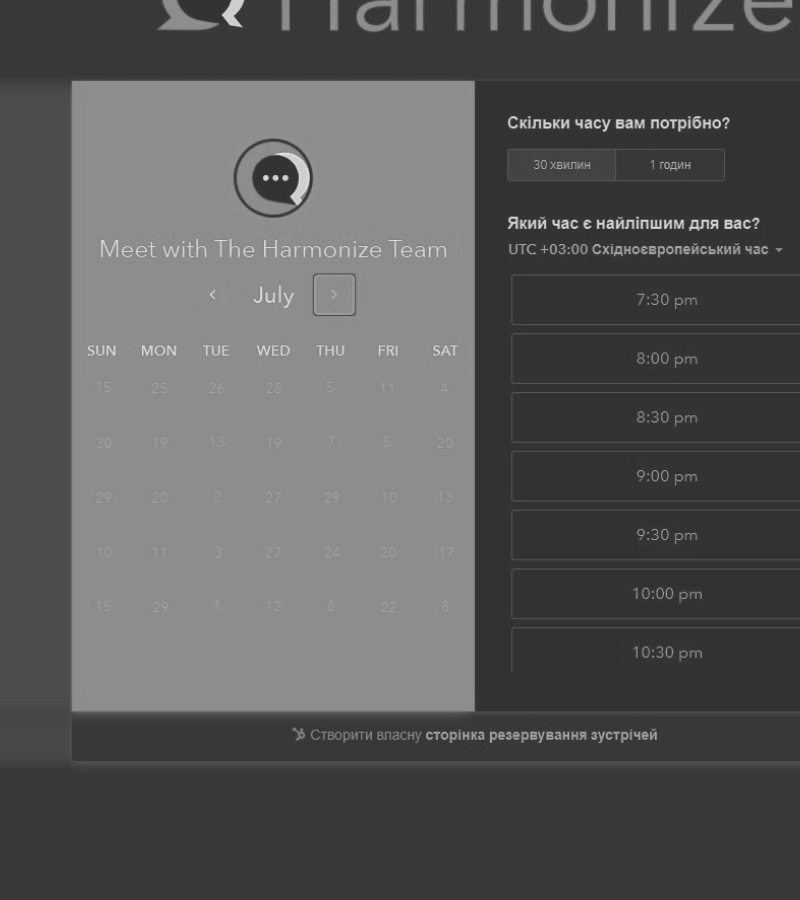 Harmonize
Meet with The Harmonize Team
July
SUN MON TUE WED THU FRI SAT
15 25 26 28 5 11 4
30 19 13 19 7 5 20
29 20 2 27 29 10 13
10 11 3 27 24 20 17
15 29 1 12 8 22 8
Скільки часу вам потрібно?
30 хвилин 1 годин
Який час є найліпшим для вас?
UTC +03:00 Східноєвропейський час
7:30 pm
8:00 pm
8:30 pm
9:00 pm
9:30 pm
10:00 pm
10:30 pm
Створити власну сторінка резервування зустрічей